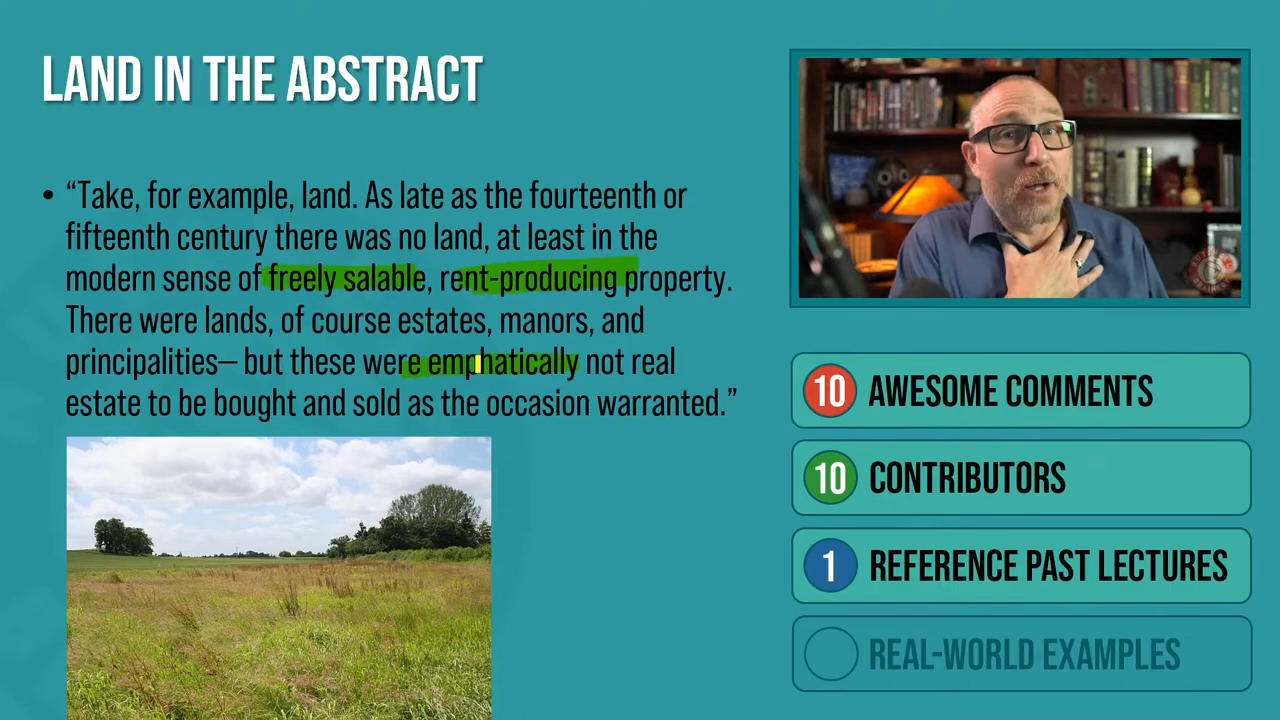 LAND IN THE ABSTRACT
• “Take, for example, land. As late as the fourteenth or
fifteenth century there was no land, at least in the
modern sense of freely salable, rent-producing property.
There were lands, of course estates, manors, and
principalities— but these were emphatically not real
estate to be bought and sold as the occasion warranted.”
10 AWESOME COMMENTS
10 CONTRIBUTORS
1 REFERENCE PAST LECTURES
REAL-WORLD EXAMPLES